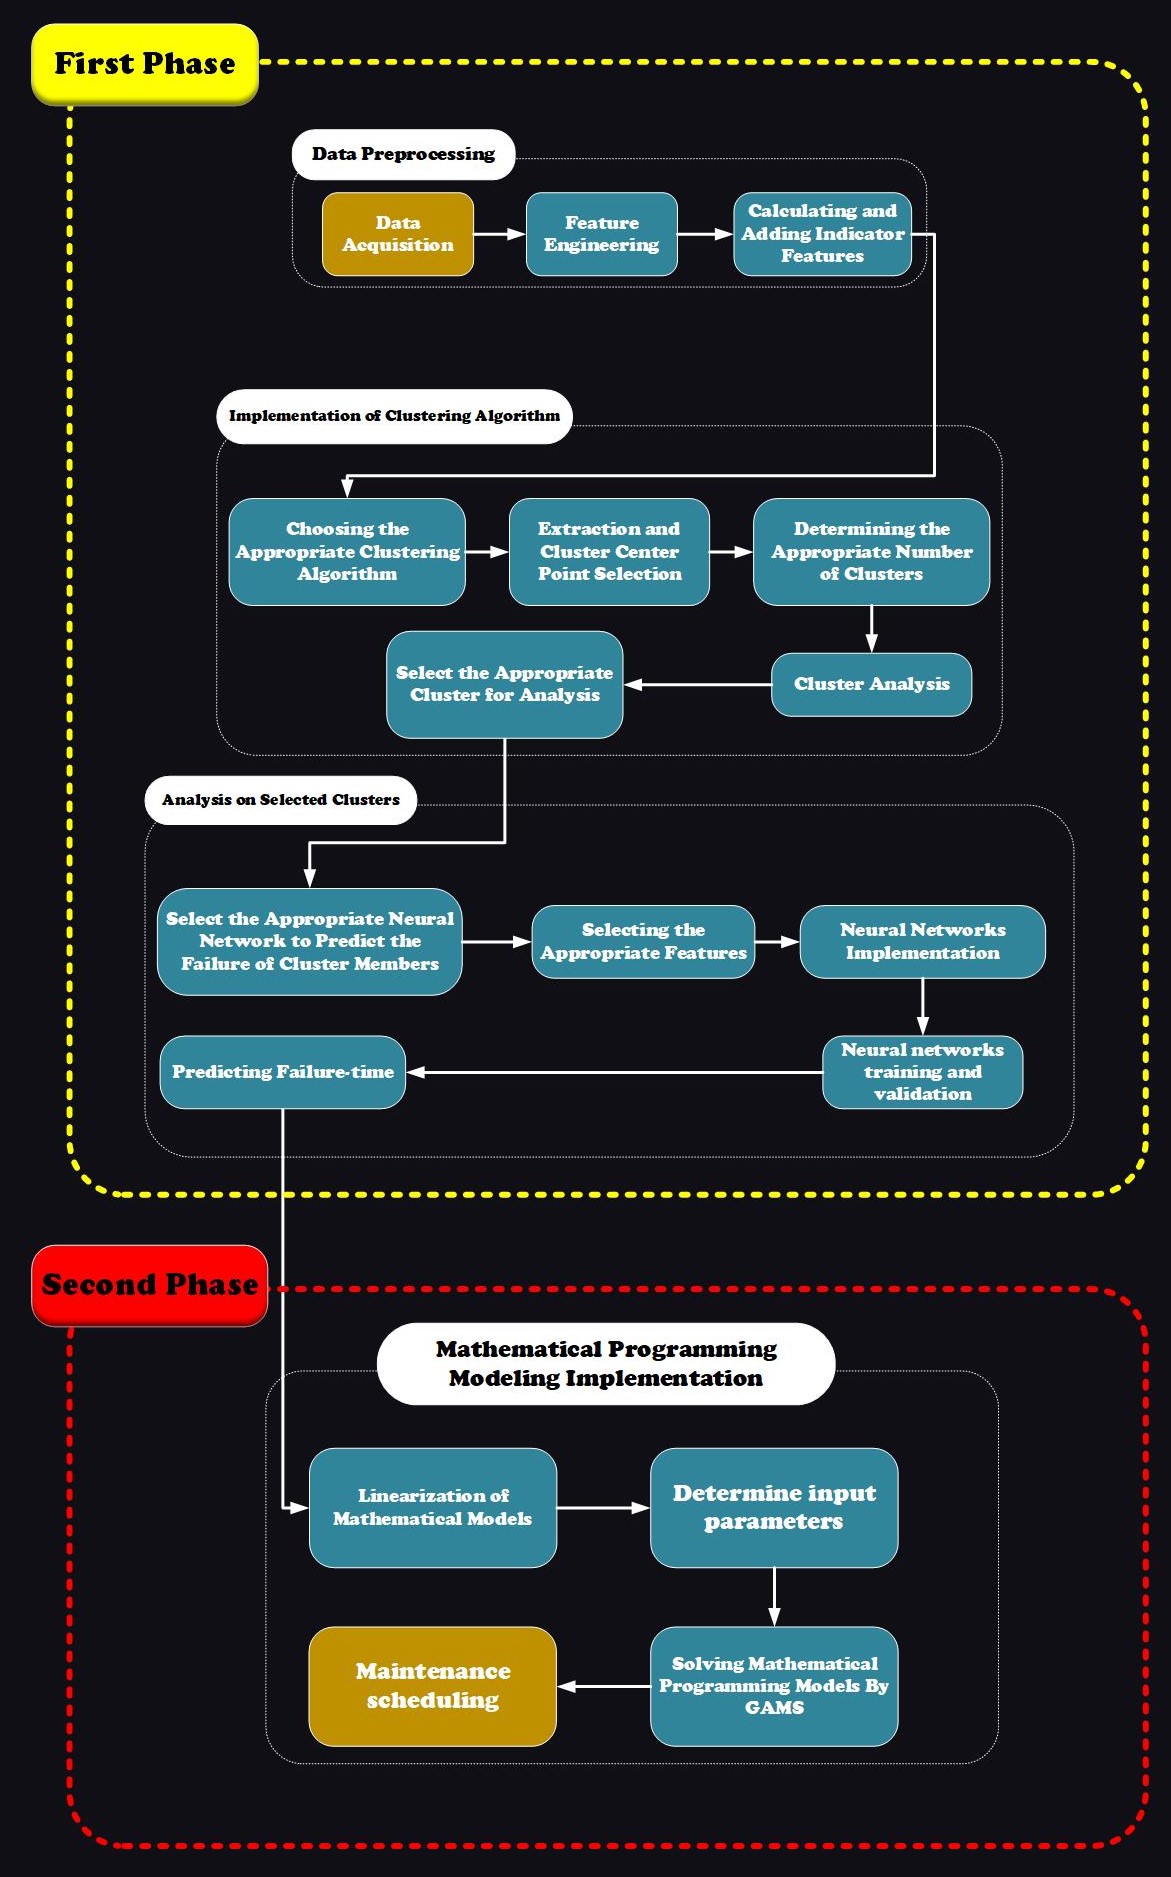 First Phase
Data Preprocessing
Data
Acquisition
Feature
Engineering
Calculating and
Adding Indicator
Features
Implementation of Clustering Algorithm
Choosing the
Appropriate Clustering
Algorithm
Extraction and
Cluster Center
Point Selection
Determining the
Appropriate Number
of Clusters
Cluster Analysis
Select the Appropriate
Cluster for Analysis
Analysis on Selected Clusters
Select the Appropriate Neural
Network to Predict the
Failure of Cluster Members
Selecting the
Appropriate Features
Neural Networks
Implementation
Neural networks
training and
validation
Predicting Failure-time
Second Phase
Mathematical Programming
Modeling Implementation
Linearization of
Mathematical Models
Determine input
parameters
Solving Mathematical
Programming Models By
GAMS
Maintenance
scheduling